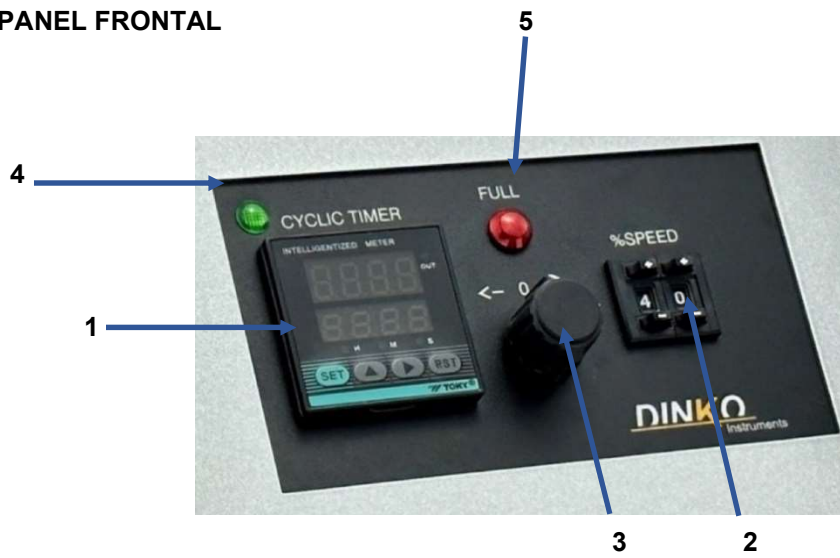 PANEL FRONTAL
5
4
FULL
CYCLIC TIMER
%SPEED
INTELLIGENTIZED METER
OUT
<- 0
4 0
1
H M S
SET RST
TOKY®
DINKO
Instruments
3
2